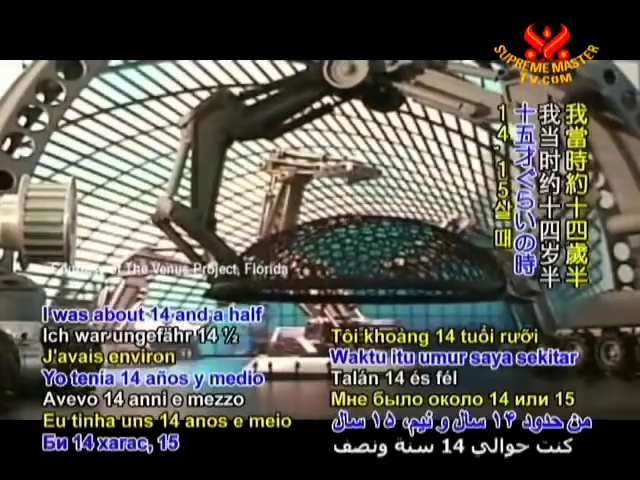 SUPREME MASTER
TV.COM
我當時約十四歲半
我当时约十四岁半
十五才ぐらいの時
14, 15살 때
Courtesy of The Venus Project, Florida
I was about 14 and a half
Ich war ungefähr 14 ½
J'avais environ
Yo tenía 14 años y medio
Avevo 14 anni e mezzo
Eu tinha uns 14 anos e meio
Би 14 харас, 15
Tôi khoảng 14 tuổi rưỡi
Waktu itu umur saya sekitar
Talán 14 és fél
Мне было около 14 или 15
من حدود ۱۴ سال و نیم، ۱۵ سال
كنت حوالي 14 سنة ونصف